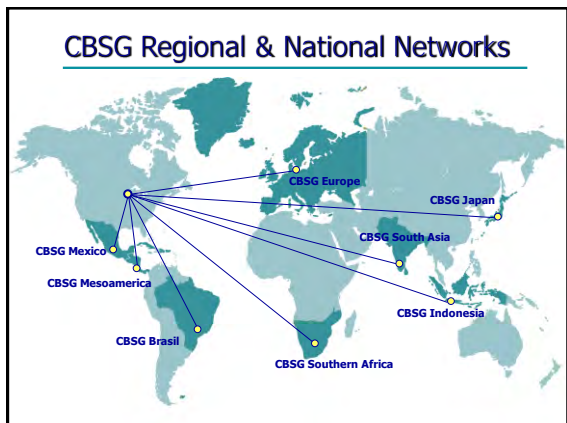 CBSG Regional & National Networks
CBSG Europe
CBSG Japan
CBSG South Asia
CBSG Mexico
CBSG Mesoamerica
CBSG Indonesia
CBSG Brasil
CBSG Southern Africa